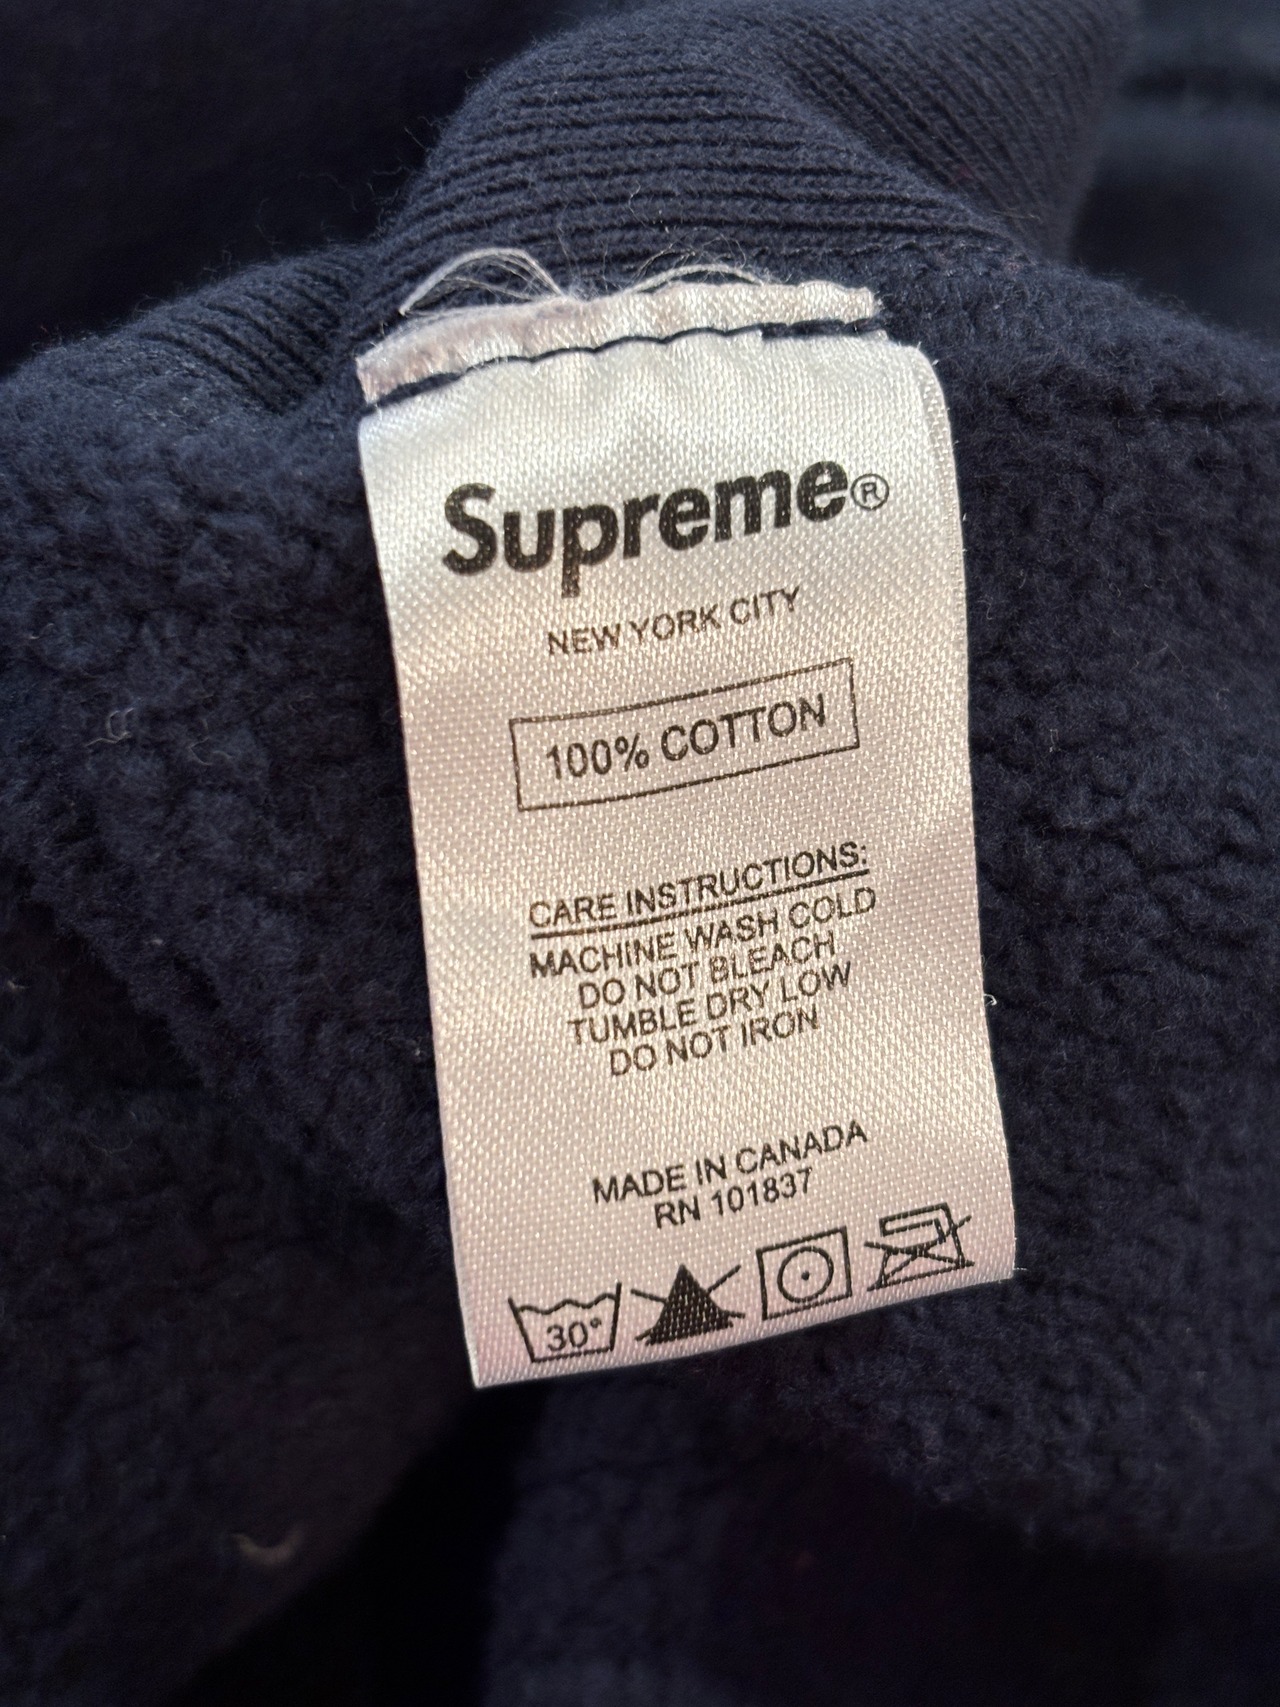 Supreme®
NEW YORK CITY
100% COTTON
CARE INSTRUCTIONS:
MACHINE WASH COLD
DO NOT BLEACH
TUMBLE DRY LOW
DO NOT IRON
MADE IN CANADA
RN 101837
30°